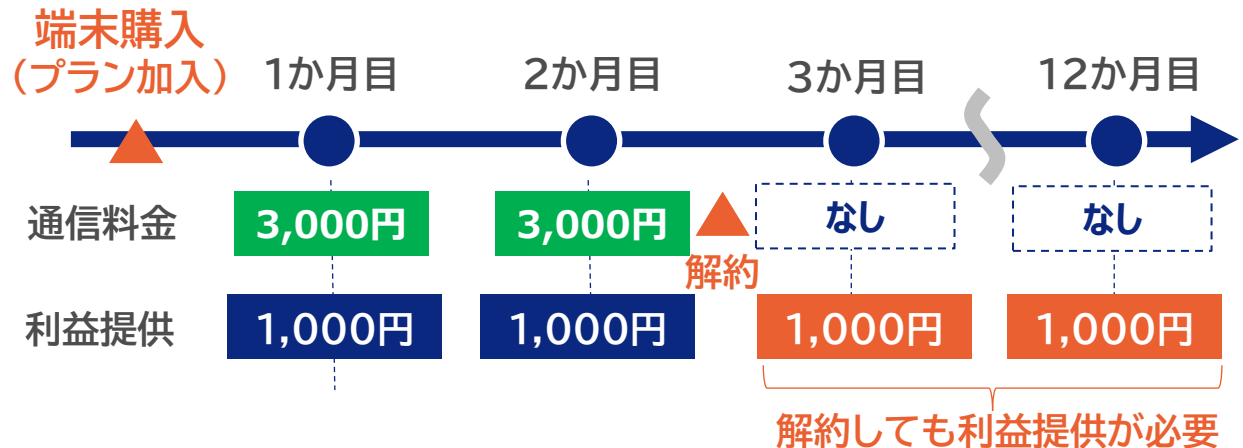 端末購入
（プラン加入）
1か月目
2か月目
3か月目
12か月目
通信料金
3,000円
3,000円
解約
なし
なし
利益提供
1,000円
1,000円
1,000円
1,000円
解約しても利益提供が必要